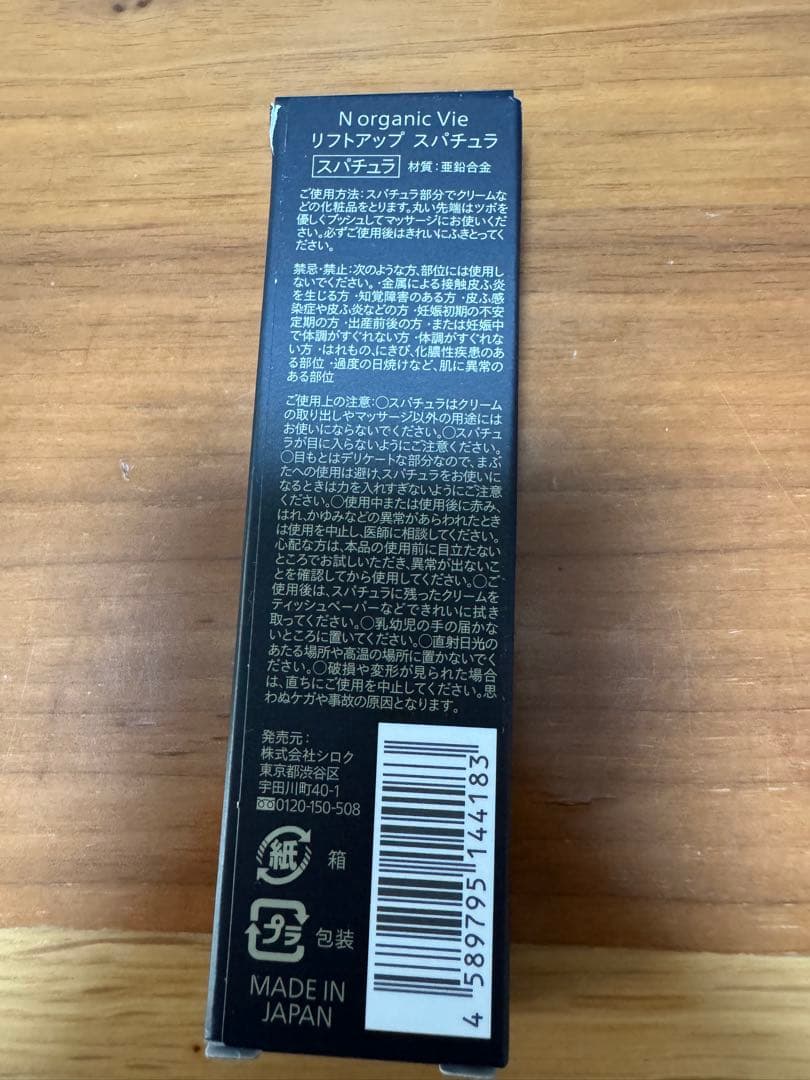 N organic Vie
リフトアップ スパチュラ
スパチュラ 材質：亜鉛合金
ご使用方法：スパチュラ部分でクリームな
どの化粧品をとります。丸い先端はツボを
優しくプッシュしてマッサージにお使いくだ
さい。必ずご使用後はきれいにふきとってく
ださい。
禁忌・禁止：次のような方、部位には使用し
ないでください。・金属による接触皮ふ炎
を生じる方 ・知覚障害のある方 ・皮ふ感
染症や皮ふ炎などの方 ・妊娠初期の不安
定期の方 ・出産前後の方 ・または妊娠中
で体調がすぐれない方 ・体調がすぐれな
い方 ・はれもの、にきび、化膿性疾患のあ
る部位 ・過度の日焼けなど、肌に異常の
ある部位
ご使用上の注意：○スパチュラはクリーム
の取り出しやマッサージ以外の用途には
お使いにならないでください。○スパチュ
ラが目に入らないようにご注意ください。
○目もとはデリケートな部分なので、まぶ
たへの使用は避け、スパチュラをお使いに
なるときは力を入れすぎないようにご注意
ください。○使用中または使用後に赤み、
はれ、かゆみなどの異常があらわれたとき
は使用を中止し、医師に相談してください。
心配な方は、本品の使用前に目立たない
ところでお試しいただき、異常が出ないこ
とを確認してから使用してください。○ご
使用後は、スパチュラに残ったクリームを
ティッシュペーパーなどできれいに拭き
取ってください。○乳幼児の手の届かな
いところに置いてください。○直射日光の
あたる場所や高温の場所に置かないでく
ださい。○破損や変形が見られた場合
は、直ちにご使用を中止してください。思
わぬケガや事故の原因となります。
発売元：
株式会社シロク
東京都渋谷区
宇田川町40-1
0120-150-508
紙 箱
プラ 包装
MADE IN
JAPAN
4 589795 144183